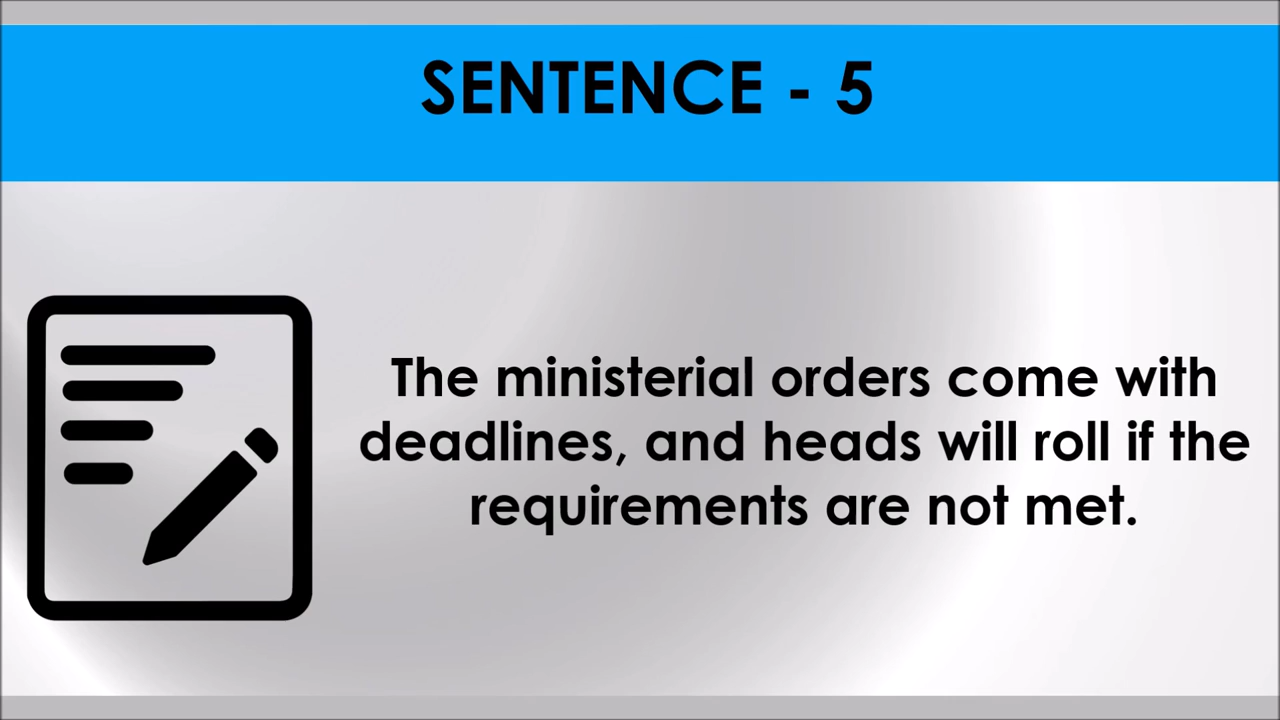 SENTENCE - 5
The ministerial orders come with
deadlines, and heads will roll if the
requirements are not met.